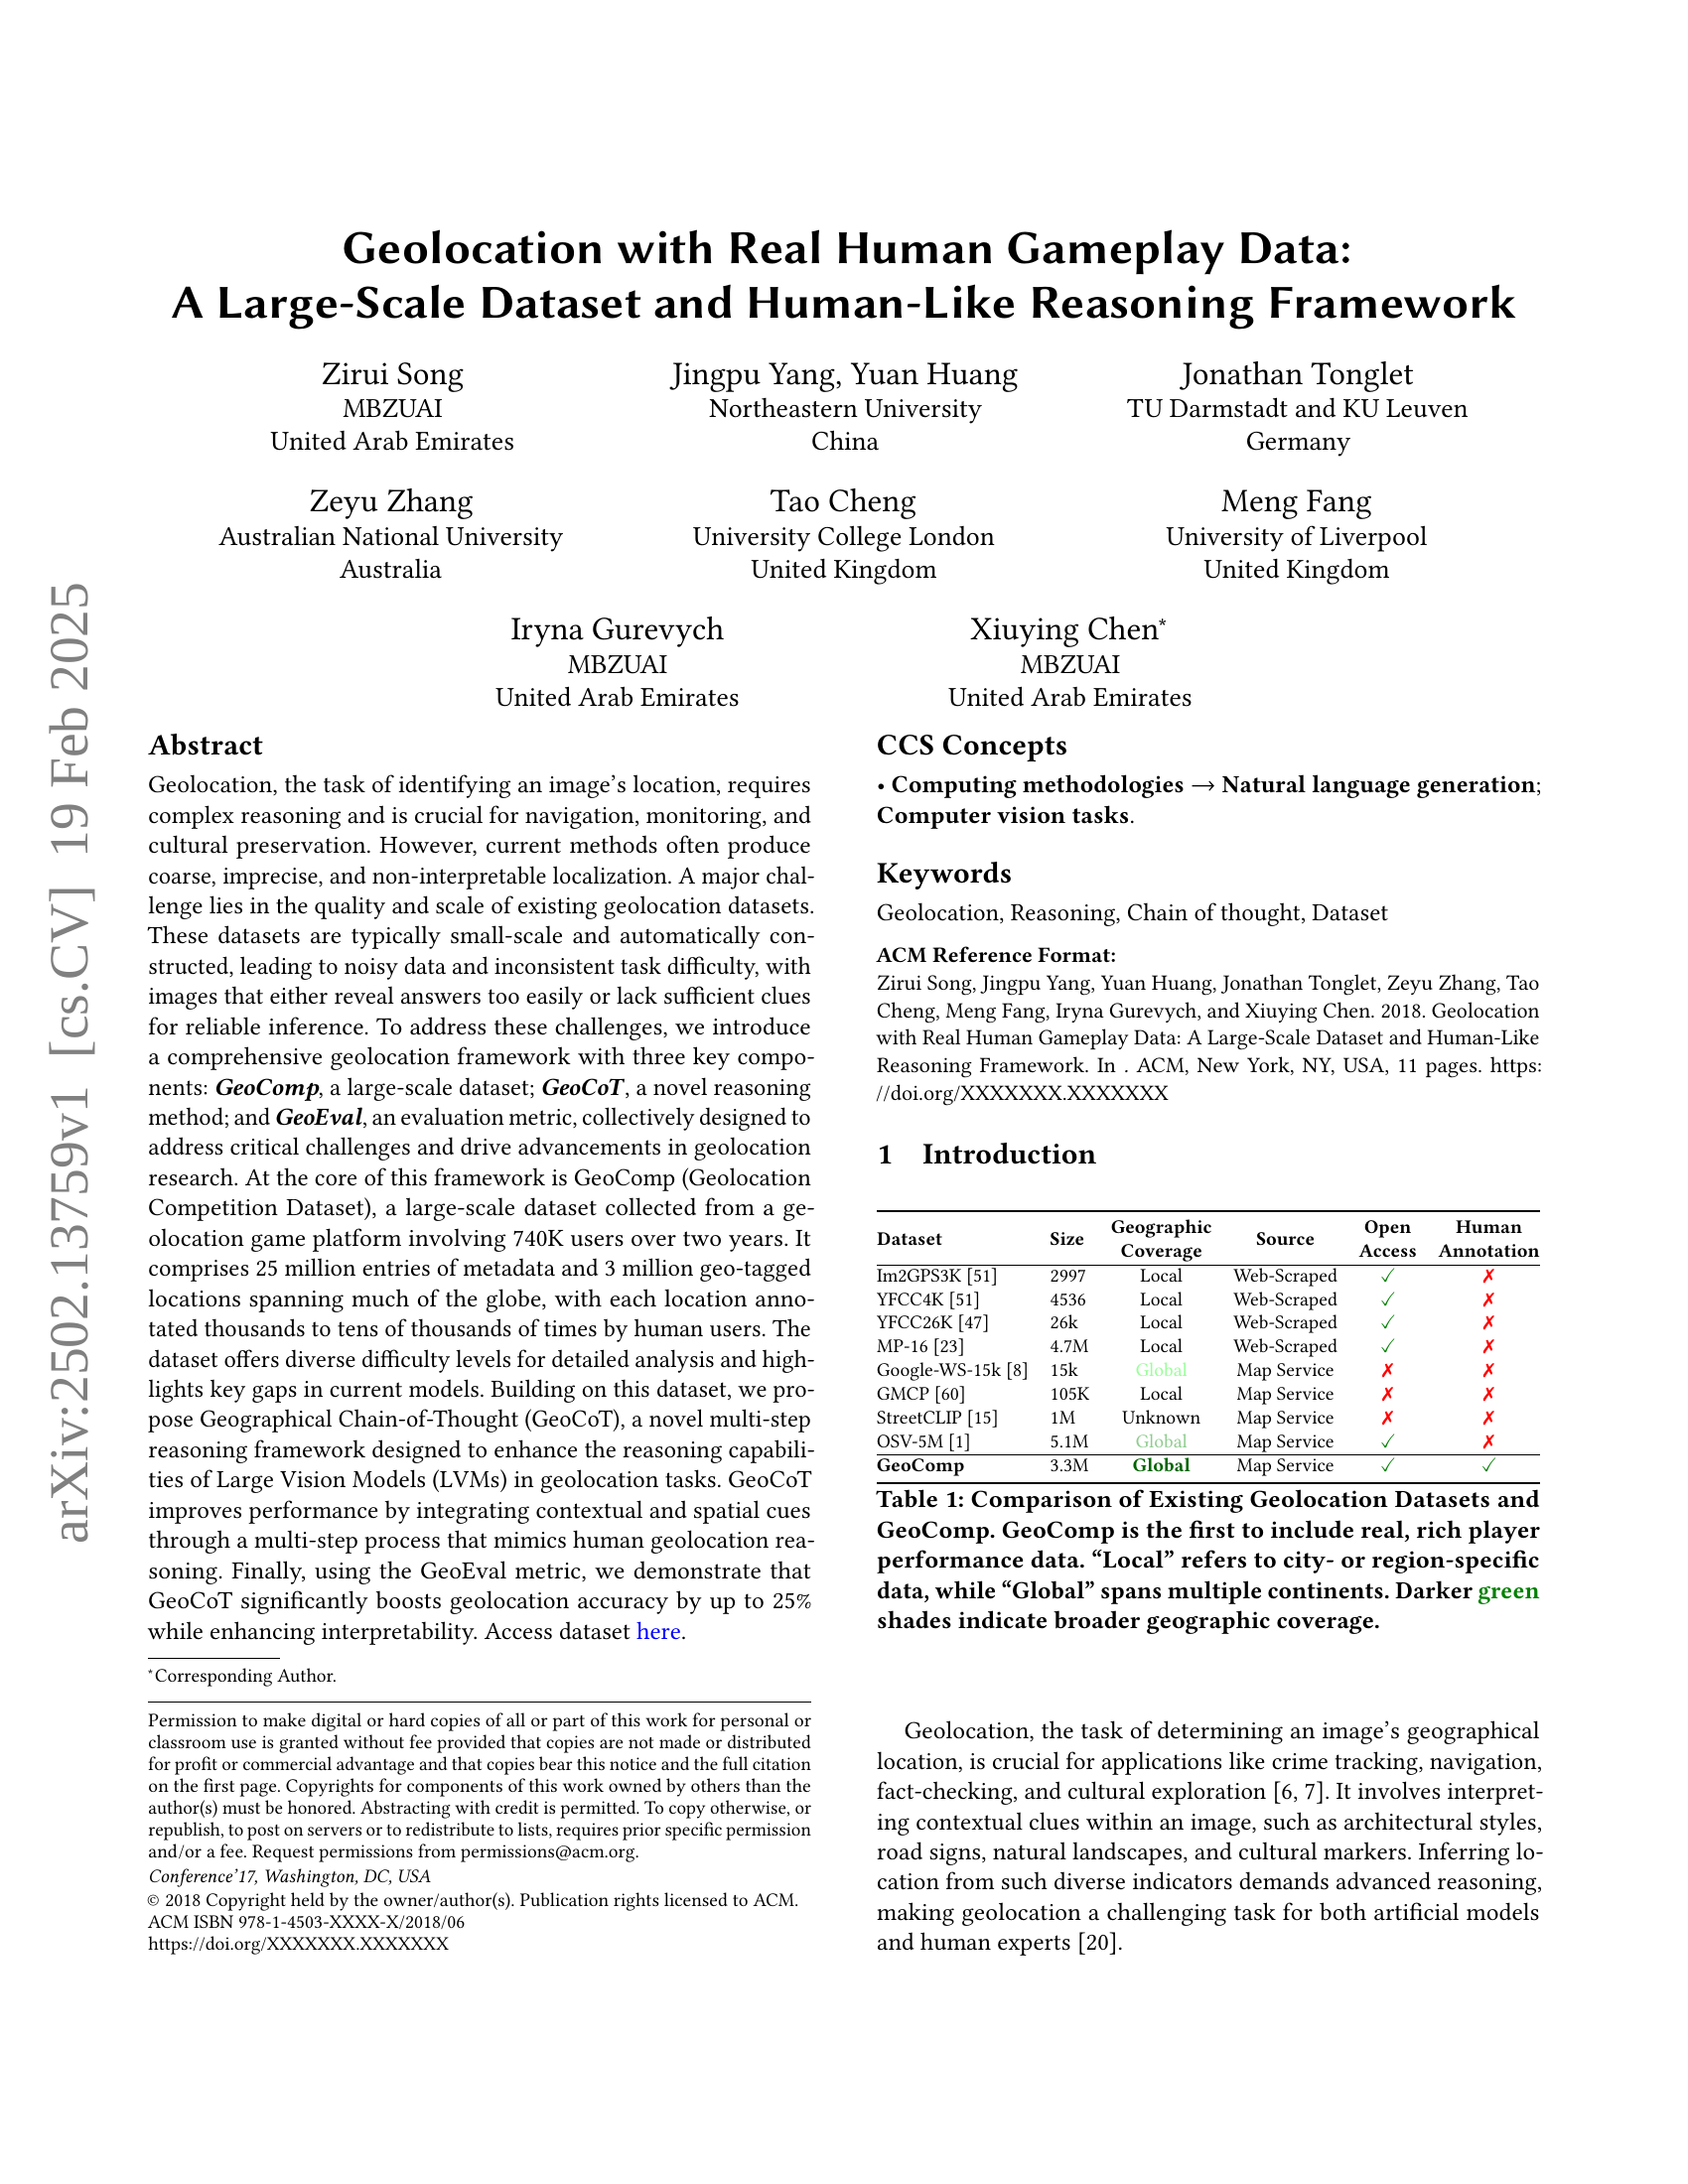 arXiv:2502.13759v1 [cs.CV] 19 Feb 2025
Geolocation with Real Human Gameplay Data:
A Large-Scale Dataset and Human-Like Reasoning Framework
Zirui Song
MBZUAI
United Arab Emirates
Jingpu Yang, Yuan Huang
Northeastern University
China
Jonathan Tonglet
TU Darmstadt and KU Leuven
Germany
Zeyu Zhang
Australian National University
Australia
Tao Cheng
University College London
United Kingdom
Meng Fang
University of Liverpool
United Kingdom
Iryna Gurevych
MBZUAI
United Arab Emirates
Xiuying Chen*
MBZUAI
United Arab Emirates
Abstract
Geolocation, the task of identifying an image's location, requires
complex reasoning and is crucial for navigation, monitoring, and
cultural preservation. However, current methods often produce
coarse, imprecise, and non-interpretable localization. A major chal-
lenge lies in the quality and scale of existing geolocation datasets.
These datasets are typically small-scale and automatically con-
structed, leading to noisy data and inconsistent task difficulty, with
images that either reveal answers too easily or lack sufficient clues
for reliable inference. To address these challenges, we introduce
a comprehensive geolocation framework with three key compo-
nents: GeoComp, a large-scale dataset; GeoCoT, a novel reasoning
method; and GeoEval, an evaluation metric, collectively designed to
address critical challenges and drive advancements in geolocation
research. At the core of this framework is GeoComp (Geolocation
Competition Dataset), a large-scale dataset collected from a ge-
olocation game platform involving 740K users over two years. It
comprises 25 million entries of metadata and 3 million geo-tagged
locations spanning much of the globe, with each location anno-
tated thousands to tens of thousands of times by human users. The
dataset offers diverse difficulty levels for detailed analysis and high-
lights key gaps in current models. Building on this dataset, we pro-
pose Geographical Chain-of-Thought (GeoCoT), a novel multi-step
reasoning framework designed to enhance the reasoning capabili-
ties of Large Vision Models (LVMs) in geolocation tasks. GeoCoT
improves performance by integrating contextual and spatial cues
through a multi-step process that mimics human geolocation rea-
soning. Finally, using the GeoEval metric, we demonstrate that
GeoCoT significantly boosts geolocation accuracy by up to 25%
while enhancing interpretability. Access dataset here.
*Corresponding Author.
Permission to make digital or hard copies of all or part of this work for personal or
classroom use is granted without fee provided that copies are not made or distributed
for profit or commercial advantage and that copies bear this notice and the full citation
on the first page. Copyrights for components of this work owned by others than the
author(s) must be honored. Abstracting with credit is permitted. To copy otherwise, or
republish, to post on servers or to redistribute to lists, requires prior specific permission
and/or a fee. Request permissions from permissions@acm.org.
Conference'17, Washington, DC, USA
© 2018 Copyright held by the owner/author(s). Publication rights licensed to ACM.
ACM ISBN 978-1-4503-XXXX-X/2018/06
https://doi.org/XXXXXXX.XXXXXXX
CCS Concepts
• Computing methodologies → Natural language generation;
Computer vision tasks.
Keywords
Geolocation, Reasoning, Chain of thought, Dataset
ACM Reference Format:
Zirui Song, Jingpu Yang, Yuan Huang, Jonathan Tonglet, Zeyu Zhang, Tao
Cheng, Meng Fang, Iryna Gurevych, and Xiuying Chen. 2018. Geolocation
with Real Human Gameplay Data: A Large-Scale Dataset and Human-Like
Reasoning Framework. In . ACM, New York, NY, USA, 11 pages. https:
//doi.org/XXXXXXX.XXXXXXX
1 Introduction
Dataset Size Geographic Coverage Source Open Access Human Annotation
Im2GPS3K [51] 2997 Local Web-Scraped ✓ ✗
YFCC4K [51] 4536 Local Web-Scraped ✓ ✗
YFCC26K [47] 26k Local Web-Scraped ✓ ✗
MP-16 [23] 4.7M Local Web-Scraped ✓ ✗
Google-WS-15k [8] 15k Global Map Service ✗ ✗
GMCP [60] 105K Local Map Service ✗ ✗
StreetCLIP [15] 1M Unknown Map Service ✗ ✗
OSV-5M [1] 5.1M Global Map Service ✓ ✗
GeoComp 3.3M Global Map Service ✓ ✓
Table 1: Comparison of Existing Geolocation Datasets and
GeoComp. GeoComp is the first to include real, rich player
performance data. “Local” refers to city- or region-specific
data, while “Global” spans multiple continents. Darker green
shades indicate broader geographic coverage.
Geolocation, the task of determining an image's geographical
location, is crucial for applications like crime tracking, navigation,
fact-checking, and cultural exploration [6, 7]. It involves interpret-
ing contextual clues within an image, such as architectural styles,
road signs, natural landscapes, and cultural markers. Inferring lo-
cation from such diverse indicators demands advanced reasoning,
making geolocation a challenging task for both artificial models
and human experts [20].